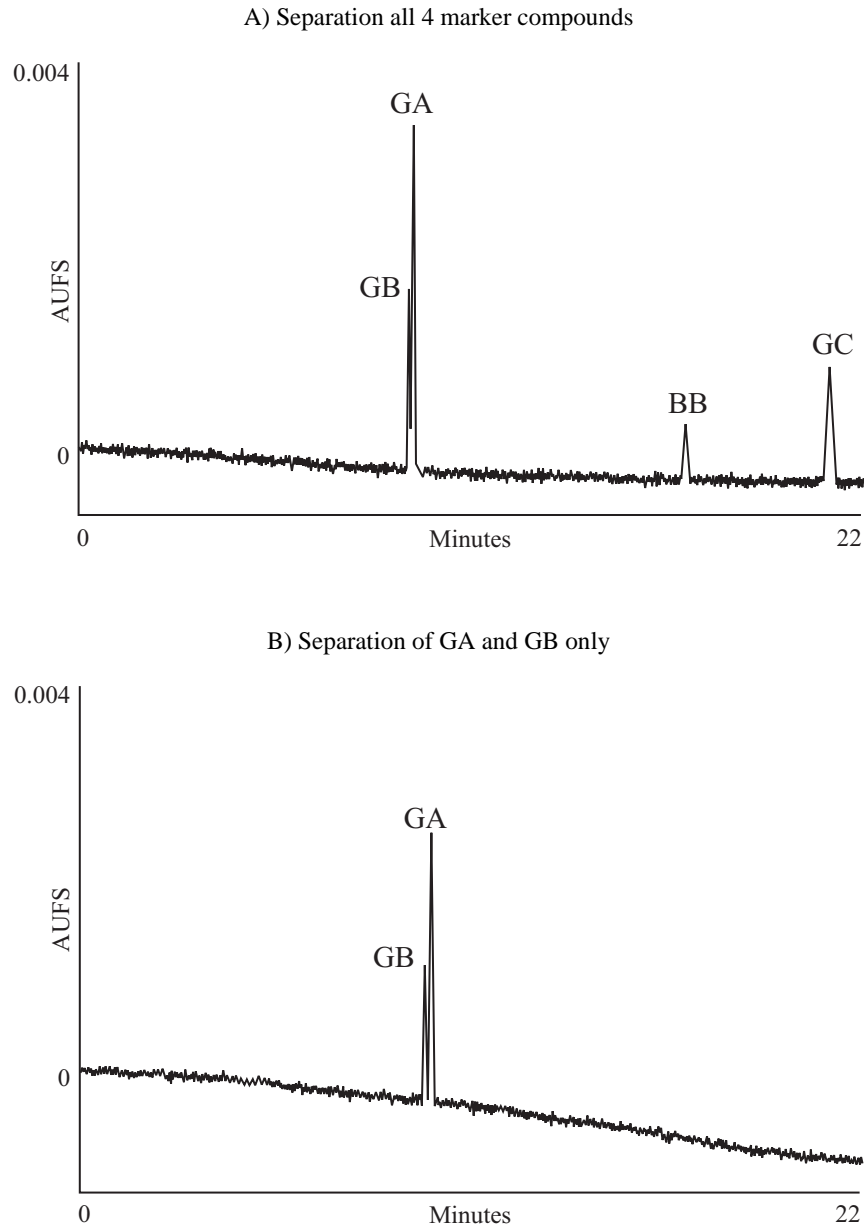 A) Separation all 4 marker compounds
0.004
GA
GB
AUFS
GC
BB
0
0
Minutes
22
B) Separation of GA and GB only
0.004
GA
AUFS
GB
0
0
Minutes
22